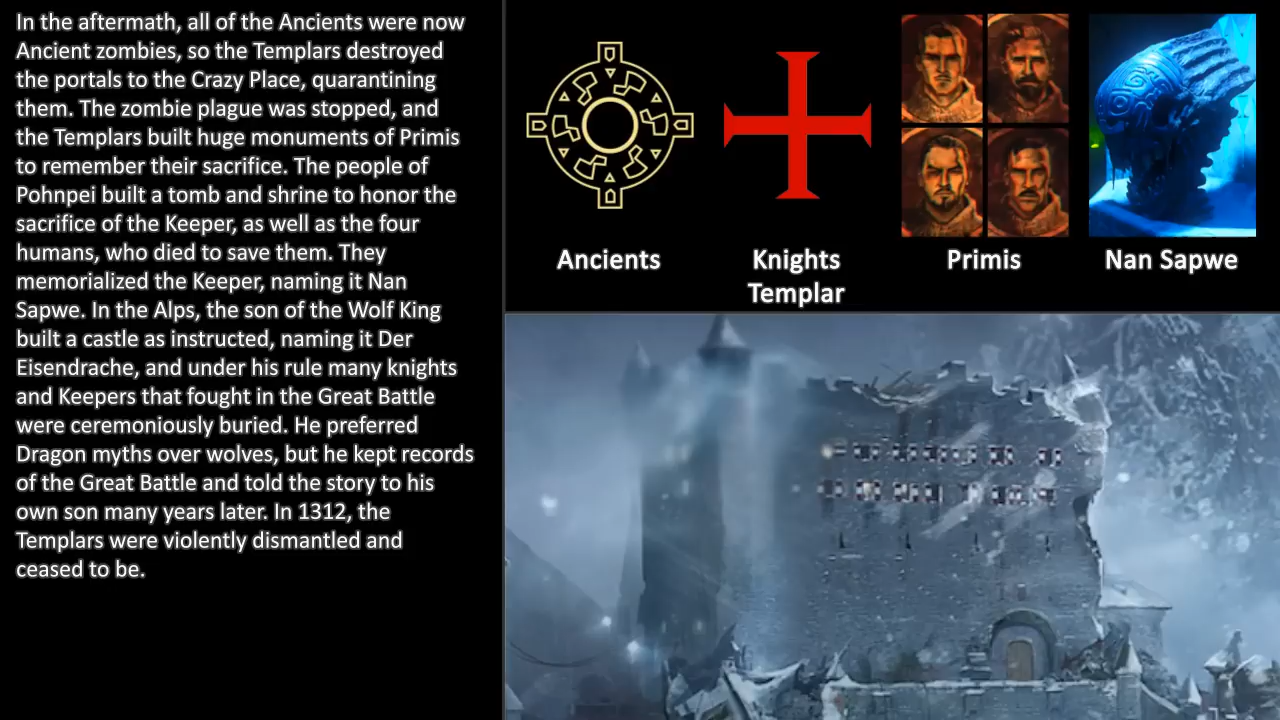 In the aftermath, all of the Ancients were now
Ancient zombies, so the Templars destroyed
the portals to the Crazy Place, quarantining
them. The zombie plague was stopped, and
the Templars built huge monuments of Primis
to remember their sacrifice. The people of
Pohnpei built a tomb and shrine to honor the
sacrifice of the Keeper, as well as the four
humans, who died to save them. They
memorialized the Keeper, naming it Nan
Sapwe. In the Alps, the son of the Wolf King
built a castle as instructed, naming it Der
Eisendrache, and under his rule many knights
and Keepers that fought in the Great Battle
were ceremoniously buried. He preferred
Dragon myths over wolves, but he kept records
of the Great Battle and told the story to his
own son many years later. In 1312, the
Templars were violently dismantled and
ceased to be.
Ancients
Knights
Templar
Primis
Nan Sapwe